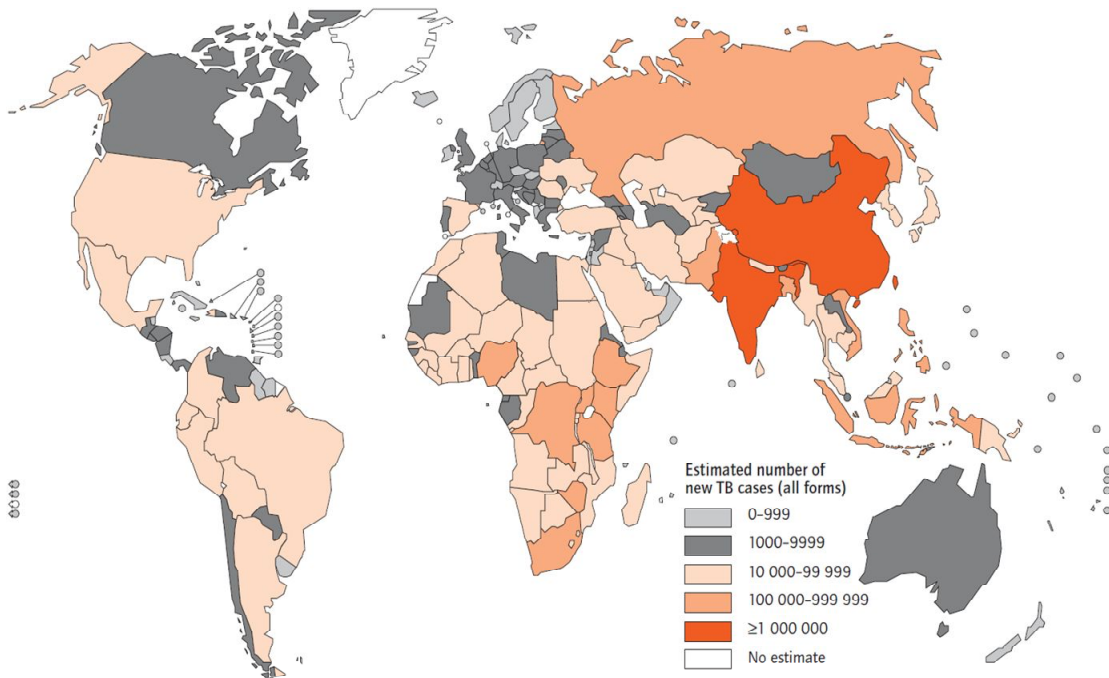 Estimated number of
new TB cases (all forms)
0–999
1000–9999
10 000–99 999
100 000–999 999
≥1 000 000
No estimate